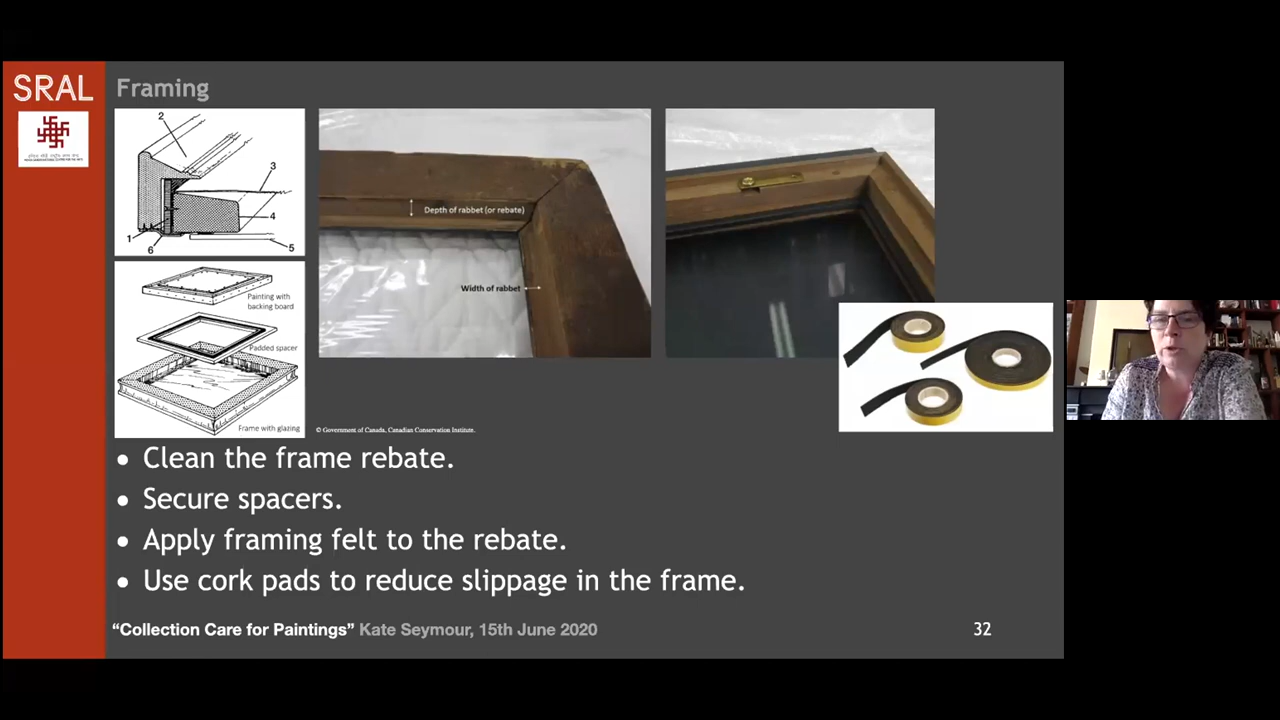 SRAL
Framing
2
3
4
1
6
5
Painting with
backing board
Padded spacer
Frame with glazing
Depth of rabbet (or rebate)
Width of rabbet
© Government of Canada, Canadian Conservation Institute.
• Clean the frame rebate.
• Secure spacers.
• Apply framing felt to the rebate.
• Use cork pads to reduce slippage in the frame.
“Collection Care for Paintings” Kate Seymour, 15th June 2020
32